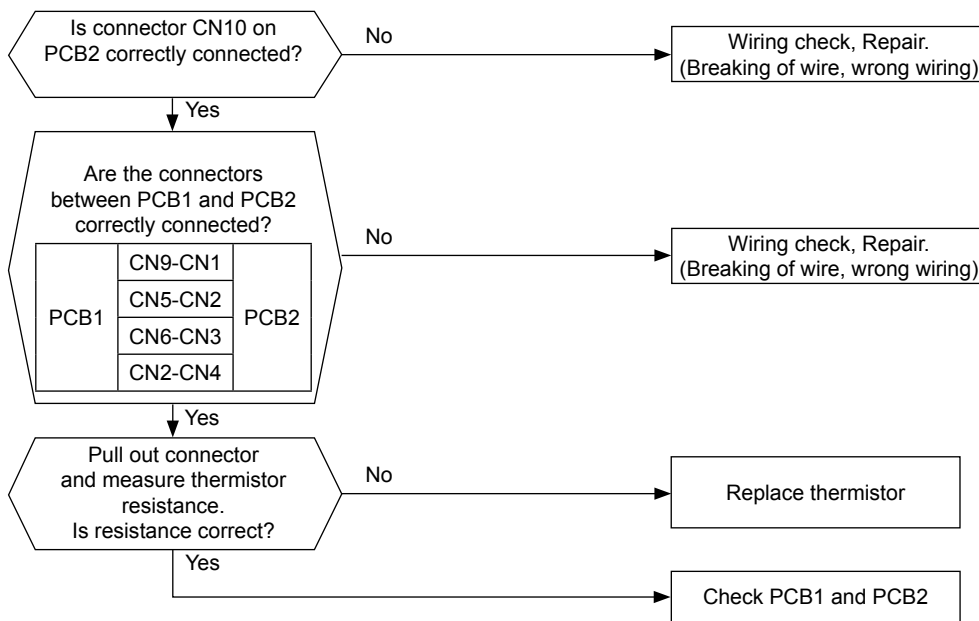 Is connector CN10 on
PCB2 correctly connected?
No
Wiring check, Repair.
(Breaking of wire, wrong wiring)
Yes
Are the connectors
between PCB1 and PCB2
correctly connected?
No
Wiring check, Repair.
(Breaking of wire, wrong wiring)
PCB1
CN9-CN1
CN5-CN2
CN6-CN3
CN2-CN4
PCB2
Yes
Pull out connector
and measure thermistor
resistance.
Is resistance correct?
No
Replace thermistor
Yes
Check PCB1 and PCB2